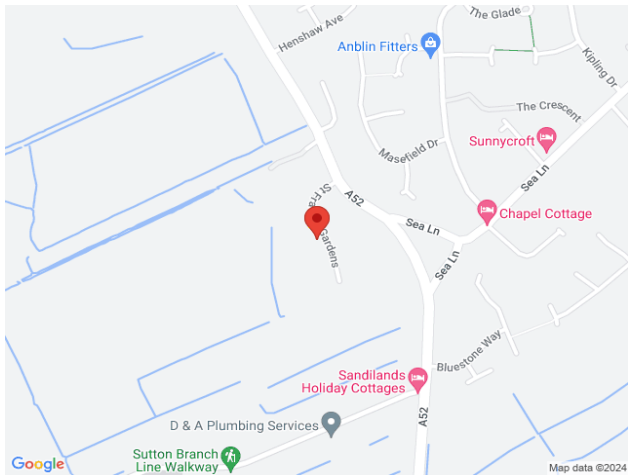 The Glade
Henshaw Ave
Anblin Fitters
Kipling Dr
The Crescent
Sunnycroft
Masefield Dr
Sea Ln
A52
Chapel Cottage
Sea Ln
Gardens
Sea Ln
Bluestone Way
Sandilands
Holiday Cottages
A52
D & A Plumbing Services
Sutton Branch
Line Walkway
Google
Map data ©2024